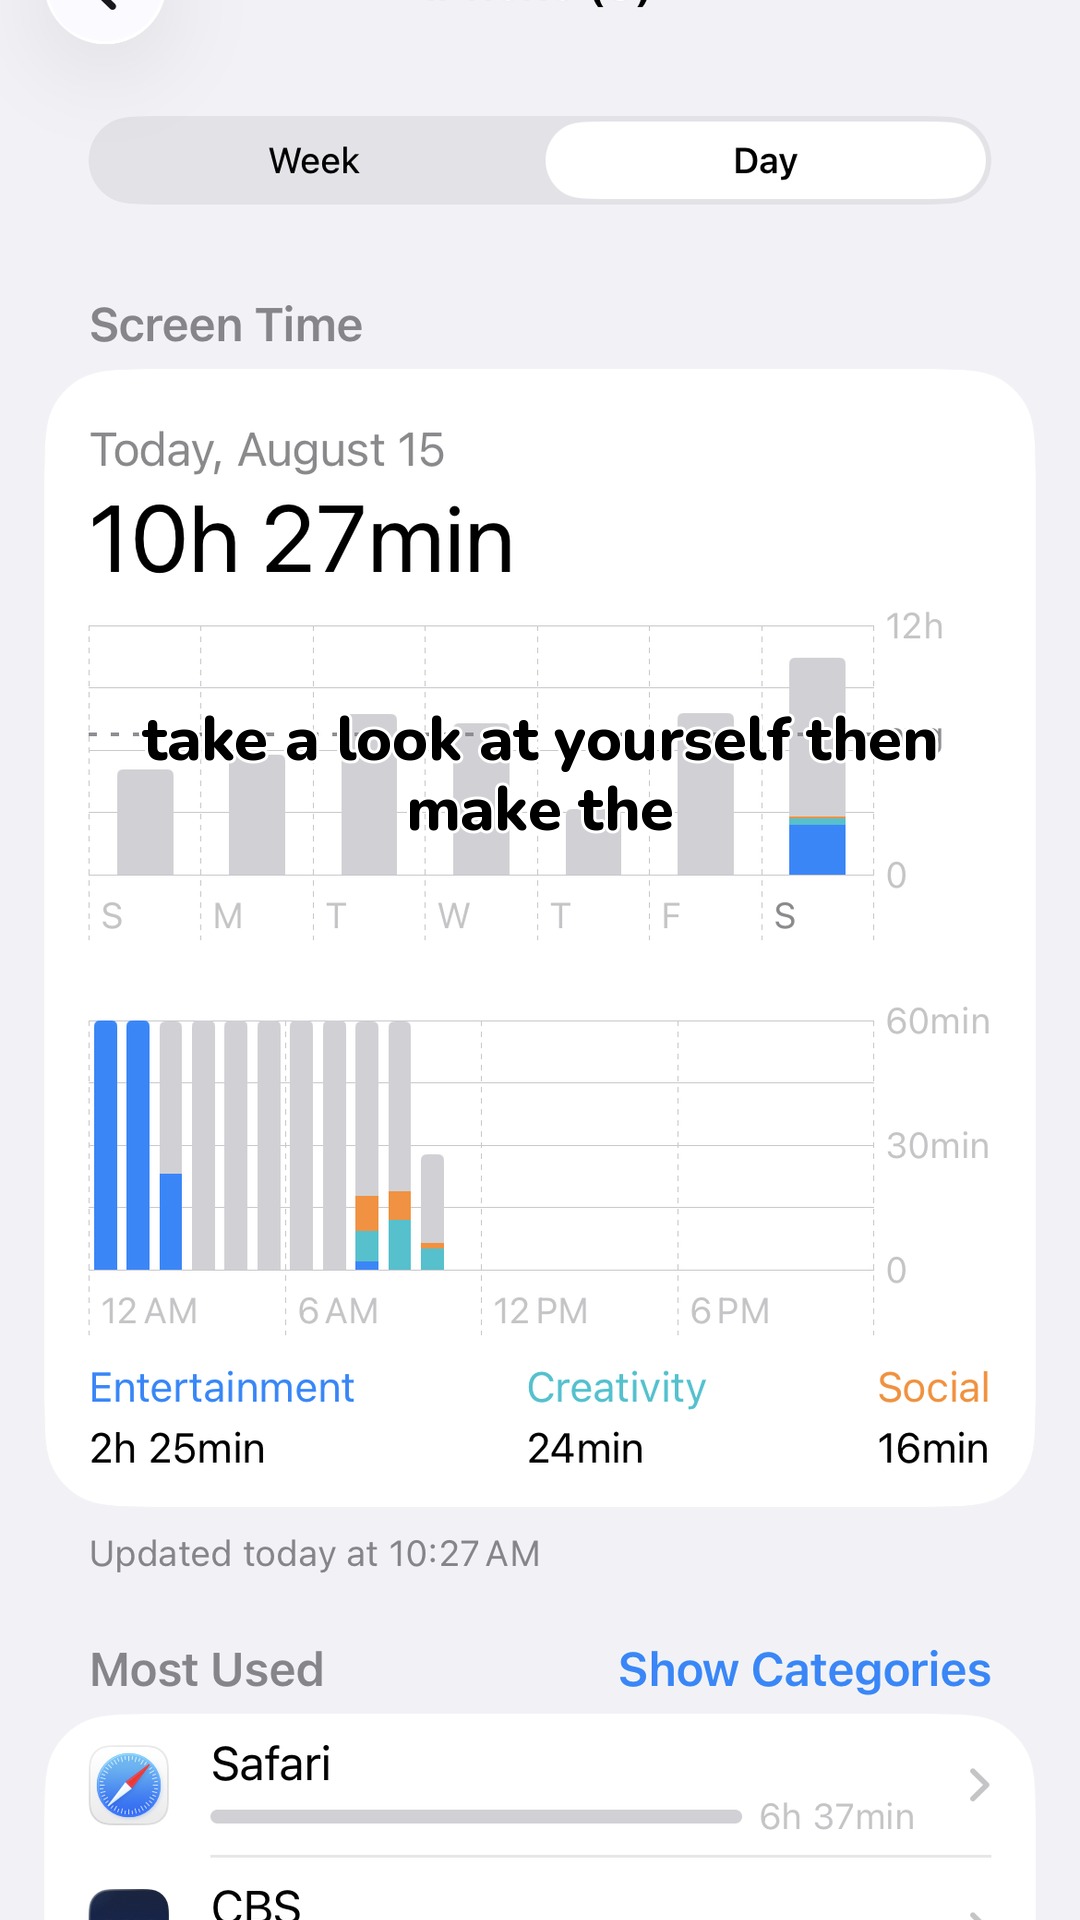 Week
Day
Screen Time
Today, August 15
10h 27min
12h
take a look at yourself then
make the
0
S M T W T F S
60min
30min
0
12 AM 6 AM 12 PM 6 PM
Entertainment Creativity Social
2h 25min 24min 16min
Updated today at 10:27 AM
Most Used Show Categories
Safari
6h 37min
CBS